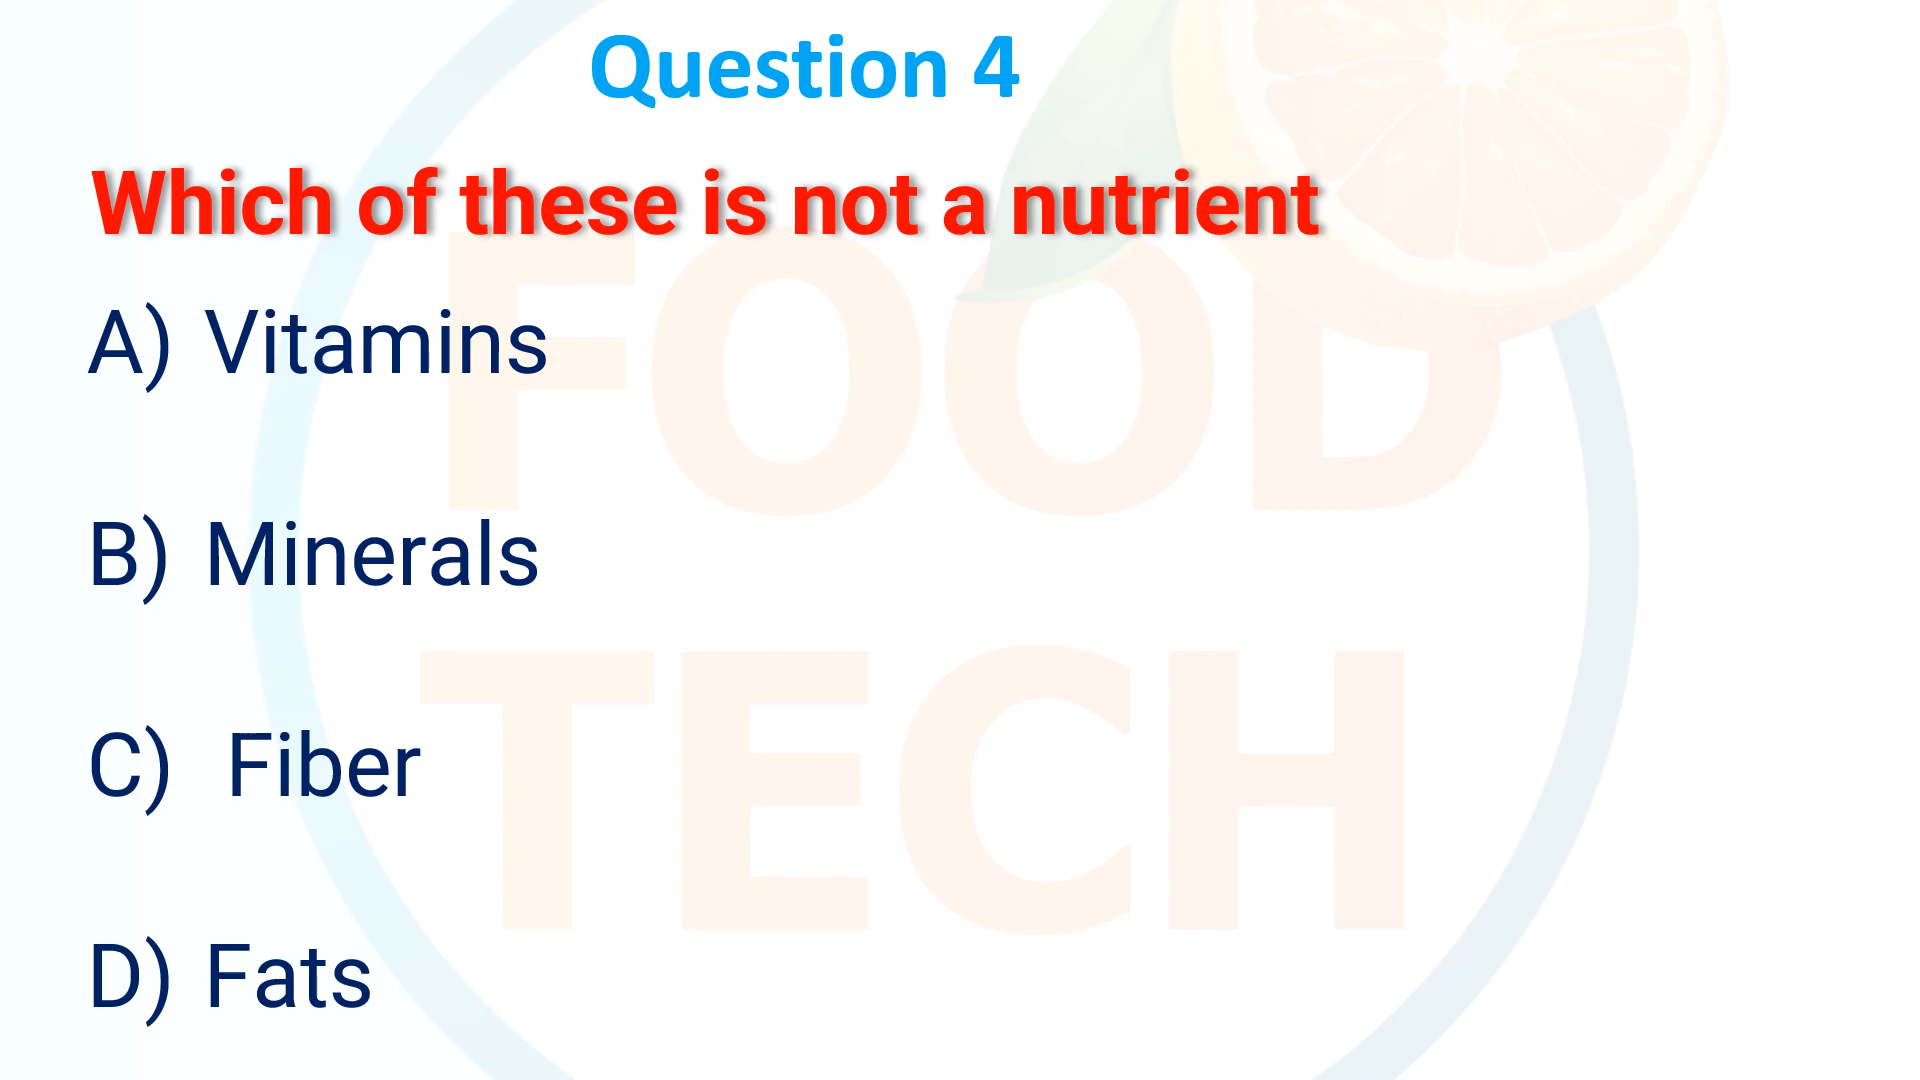 Question 4
Which of these is not a nutrient
A) Vitamins
B) Minerals
C) Fiber
D) Fats
FOOD
TECH